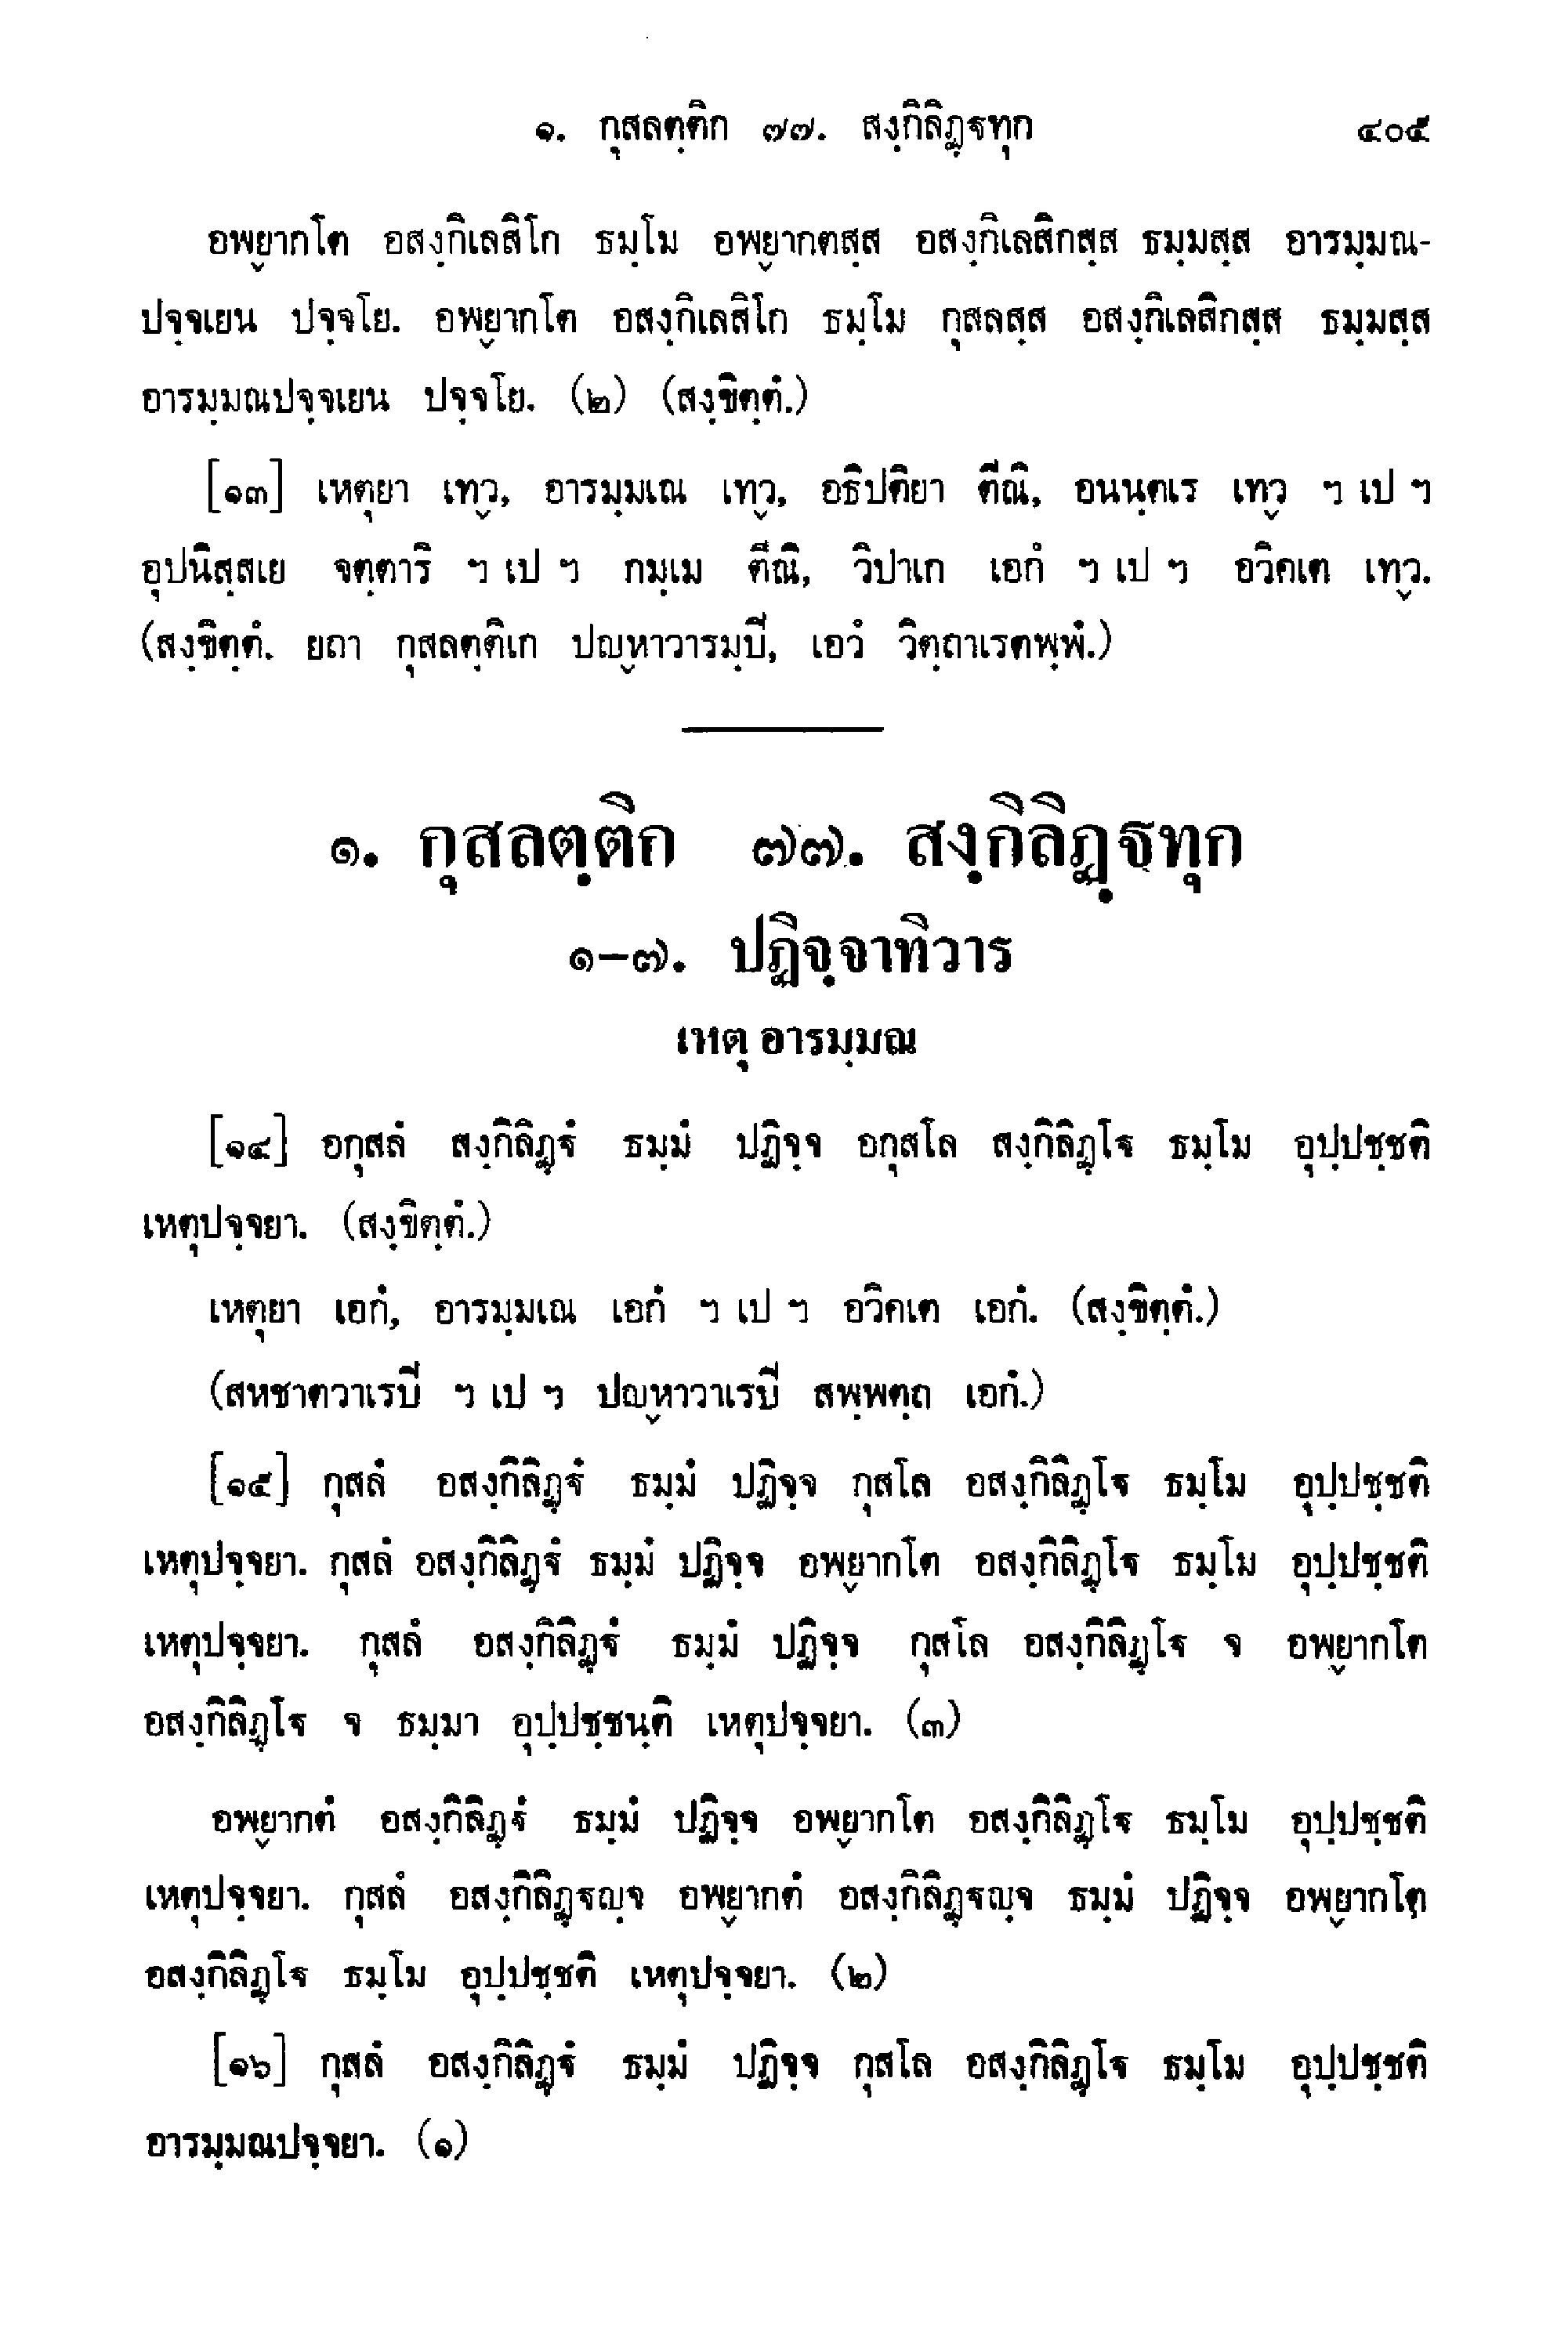 ๑. กุสลตฺติก ๗๗. สงฺกิลิฏฺฐทุก ๔๐๕
อพฺยากโต อสงฺกิเลสิโก ธมฺโม อพฺยากตสฺส อสงฺกิเลสิกสฺส ธมฺมสฺส อารมฺมณ-
ปจฺจเยน ปจฺจโย. อพฺยากโต อสงฺกิเลสิโก ธมฺโม กุสลสฺส อสงฺกิเลสิกสฺส ธมฺมสฺส
อารมฺมณปจฺจเยน ปจฺจโย. (๒) (สงฺขิตฺตํ.)
[๑๓] เหตุยา เทฺว, อารมฺมเณ เทฺว, อธิปติยา ตีณิ, อนนฺตเร เทฺว ฯ เป ฯ
อุปนิสฺสเย จตฺตาริ ฯ เป ฯ กมฺเม ตีณิ, วิปาเก เอกํ ฯ เป ฯ อวิคเต เทฺว.
(สงฺขิตฺตํ. ยถา กุสลตฺติเก ปญฺหาวารมฺปี, เอวํ วิตฺถาเรตพฺพํ.)
๑. กุสลตฺติก ๗๗. สงฺกิลิฏฺฐทุก
๑-๗. ปฏิจฺจาทิวาร
เหตุ อารมฺมณ
[๑๔] อกุสลํ สงฺกิลิฏฺฐํ ธมฺมํ ปฏิจฺจ อกุสโล สงฺกิลิฏฺโฐ ธมฺโม อุปฺปชฺชติ
เหตุปจฺจยา. (สงฺขิตฺตํ.)
เหตุยา เอกํ, อารมฺมเณ เอกํ ฯ เป ฯ อวิคเต เอกํ. (สงฺขิตฺตํ.)
(สหชาตวาเรปี ฯ เป ฯ ปญฺหาวาเรปี สพฺพตฺถ เอกํ.)
[๑๕] กุสลํ อสงฺกิลิฏฺฐํ ธมฺมํ ปฏิจฺจ กุสโล อสงฺกิลิฏฺโฐ ธมฺโม อุปฺปชฺชติ
เหตุปจฺจยา. กุสลํ อสงฺกิลิฏฺฐํ ธมฺมํ ปฏิจฺจ อพฺยากโต อสงฺกิลิฏฺโฐ ธมฺโม อุปฺปชฺชติ
เหตุปจฺจยา. กุสลํ อสงฺกิลิฏฺฐํ ธมฺมํ ปฏิจฺจ กุสโล อสงฺกิลิฏฺโฐ จ อพฺยากโต
อสงฺกิลิฏฺโฐ จ ธมฺมา อุปฺปชฺชนฺติ เหตุปจฺจยา. (๓)
อพฺยากตํ อสงฺกิลิฏฺฐํ ธมฺมํ ปฏิจฺจ อพฺยากโต อสงฺกิลิฏฺโฐ ธมฺโม อุปฺปชฺชติ
เหตุปจฺจยา. กุสลํ อสงฺกิลิฏฺฐญฺจ อพฺยากตํ อสงฺกิลิฏฺฐญฺจ ธมฺมํ ปฏิจฺจ อพฺยากโต
อสงฺกิลิฏฺโฐ ธมฺโม อุปฺปชฺชติ เหตุปจฺจยา. (๒)
[๑๖] กุสลํ อสงฺกิลิฏฺฐํ ธมฺมํ ปฏิจฺจ กุสโล อสงฺกิลิฏฺโฐ ธมฺโม อุปฺปชฺชติ
อารมฺมณปจฺจยา. (๑)